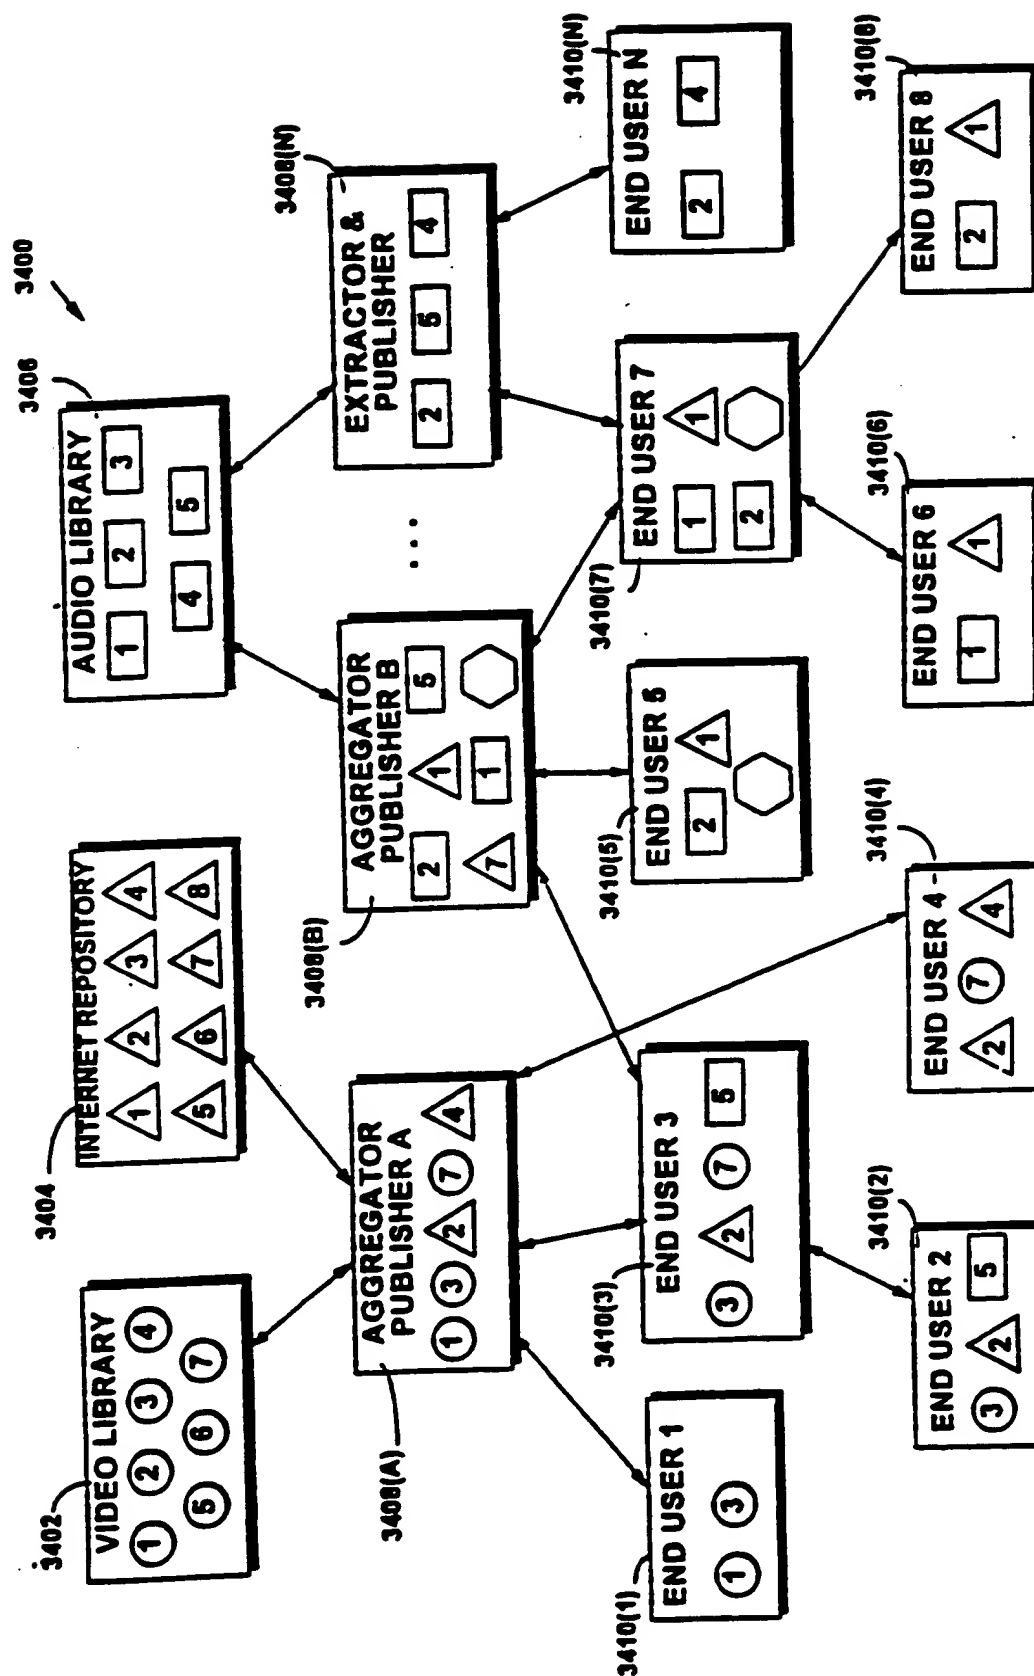 3400
3402
VIDEO LIBRARY
1 2 3 4
5 6 7
3404
INTERNET REPOSITORY
1 2 3 4
5 6 7 8
3406
AUDIO LIBRARY
1 2 3
4 5
3408(A)
AGGREGATOR
PUBLISHER A
1 3 2 7 4
3408(B)
AGGREGATOR
PUBLISHER B
2 1 5
7 1
...
3408(N)
EXTRACTOR &
PUBLISHER
2 5 4
3410(1)
END USER 1
1 3
3410(3)
END USER 3
3 2 7 5
3410(5)
END USER 5
2 1
3410(7)
END USER 7
1 1
2
3410(N)
END USER N
2 4
3410(2)
END USER 2
3 2 5
3410(4)
END USER 4
2 7 4
3410(6)
END USER 6
1 1
3410(8)
END USER 8
2 1